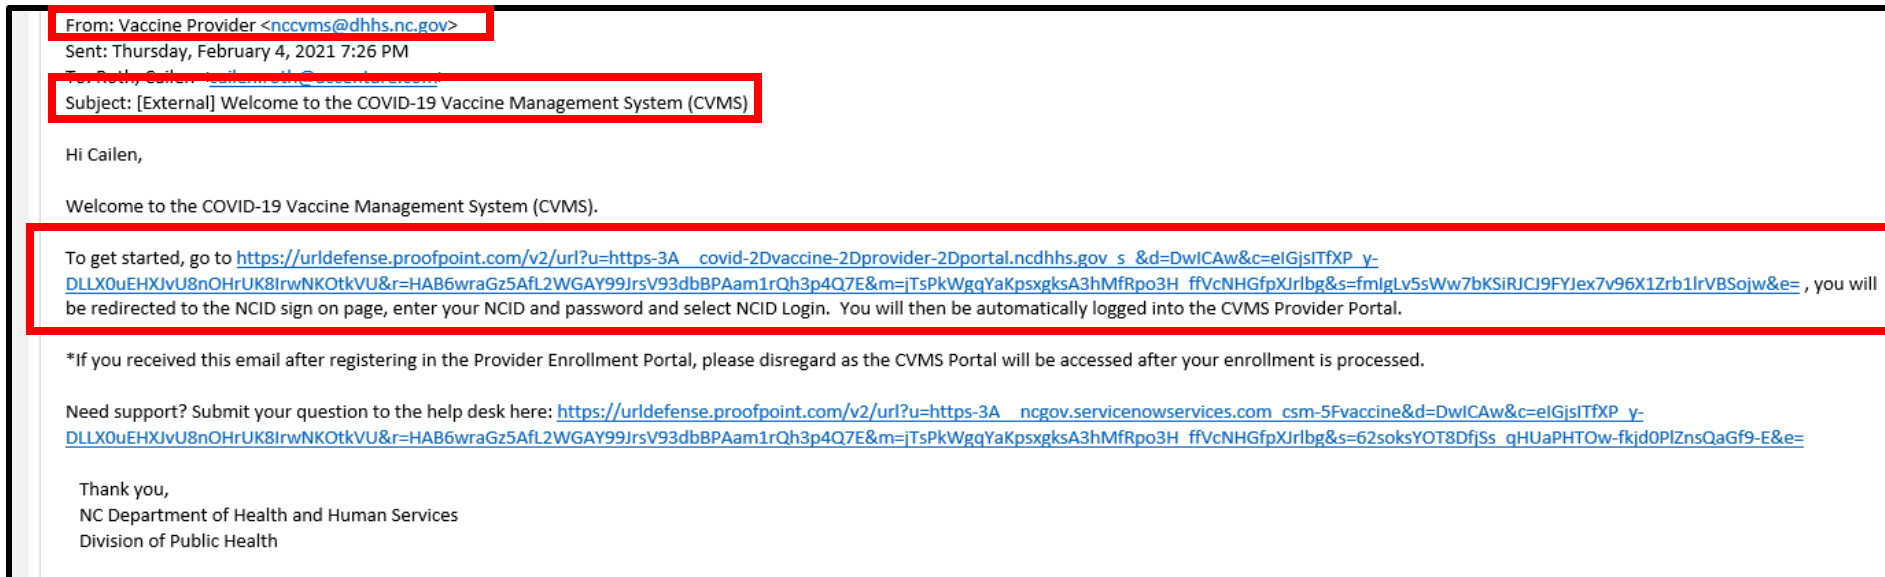 From: Vaccine Provider <nccvms@dhhs.nc.gov>
Sent: Thursday, February 4, 2021 7:26 PM
To: Roth, Cailen
Subject: [External] Welcome to the COVID-19 Vaccine Management System (CVMS)
Hi Cailen,
Welcome to the COVID-19 Vaccine Management System (CVMS).
To get started, go to https://urldefense.proofpoint.com/v2/url?u=https-3A__covid-2Dvaccine-2Dprovider-2Dportal.ncdhhs.gov_s_&d=DwICAw&c=eIGjsITfXP_y-
DLLX0uEHXJvU8nOHrUK8IrwNKOtkVU&r=HAB6wraGz5AfL2WGAY99JrsV93dbBPAam1rQh3p4Q7E&m=jTsPkWgqYaKpsxgksA3hMfRpo3H_ffVcNHGfpXJrlbg&s=fmIgLv5sWw7bKSiRJCJ9FYJex7v96X1Zrb1lrVBSojw&e= , you will
be redirected to the NCID sign on page, enter your NCID and password and select NCID Login. You will then be automatically logged into the CVMS Provider Portal.
*If you received this email after registering in the Provider Enrollment Portal, please disregard as the CVMS Portal will be accessed after your enrollment is processed.
Need support? Submit your question to the help desk here: https://urldefense.proofpoint.com/v2/url?u=https-3A__ncgov.servicenowservices.com_csm-5Fvaccine&d=DwICAw&c=eIGjsITfXP_y-
DLLX0uEHXJvU8nOHrUK8IrwNKOtkVU&r=HAB6wraGz5AfL2WGAY99JrsV93dbBPAam1rQh3p4Q7E&m=jTsPkWgqYaKpsxgksA3hMfRpo3H_ffVcNHGfpXJrlbg&s=62soksYOT8DfjSs_qHUaPHTOw-fkjd0PlZnsQaGf9-E&e=
Thank you,
NC Department of Health and Human Services
Division of Public Health